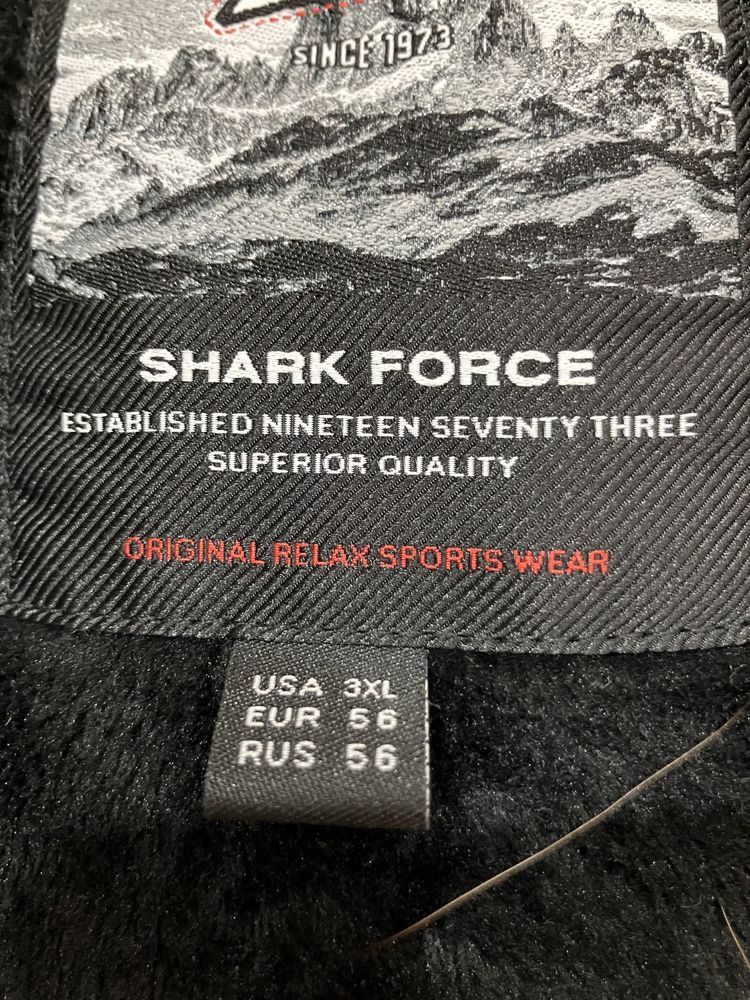 SINCE 1973
SHARK FORCE
ESTABLISHED NINETEEN SEVENTY THREE
SUPERIOR QUALITY
ORIGINAL RELAX SPORTS WEAR
USA 3XL
EUR 56
RUS 56